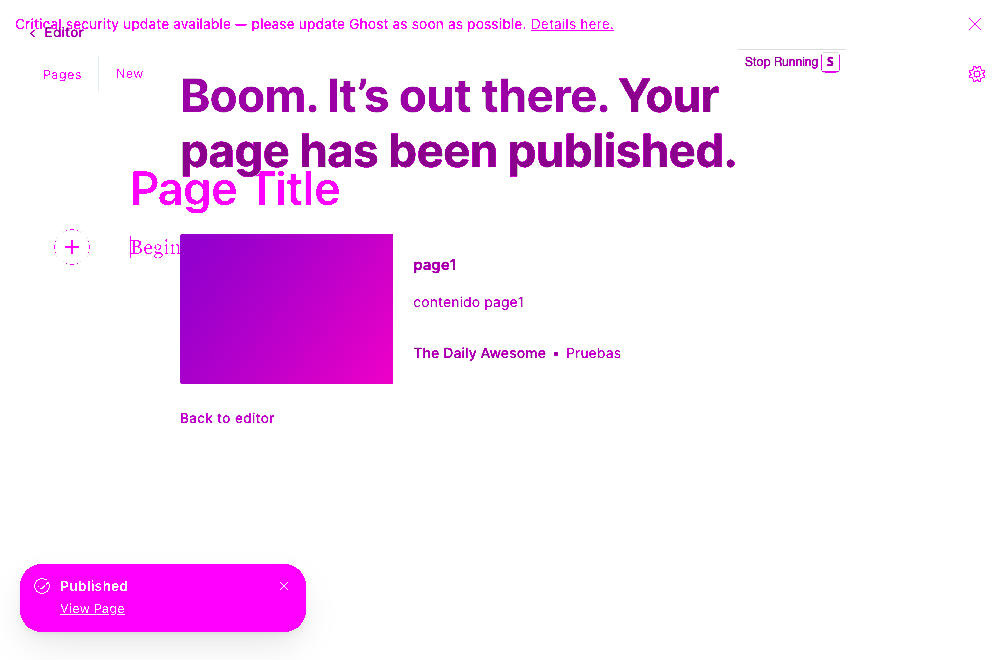 Critical security update available — please update Ghost as soon as possible. Details here.
Editor
Stop Running S
Pages
New
Boom. It’s out there. Your
page has been published.
Page Title
Begin
page1
contenido page1
The Daily Awesome • Pruebas
Back to editor
Published
View Page